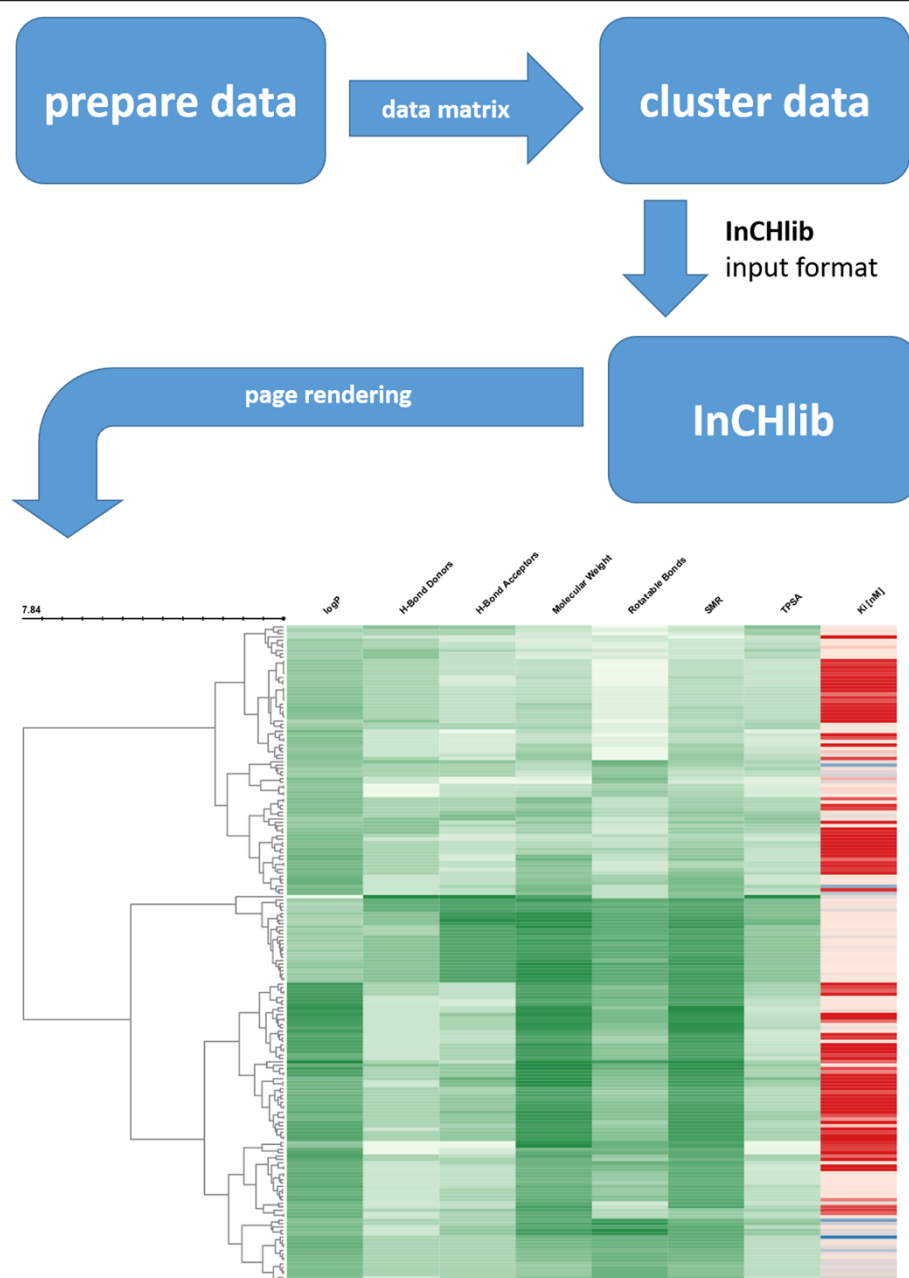 prepare data
data matrix
cluster data
InCHlib
input format
page rendering
InCHlib
7.84
logP
H-Bond Donors
H-Bond Acceptors
Molecular Weight
Rotatable Bonds
SMR
TPSA
Ki [nM]